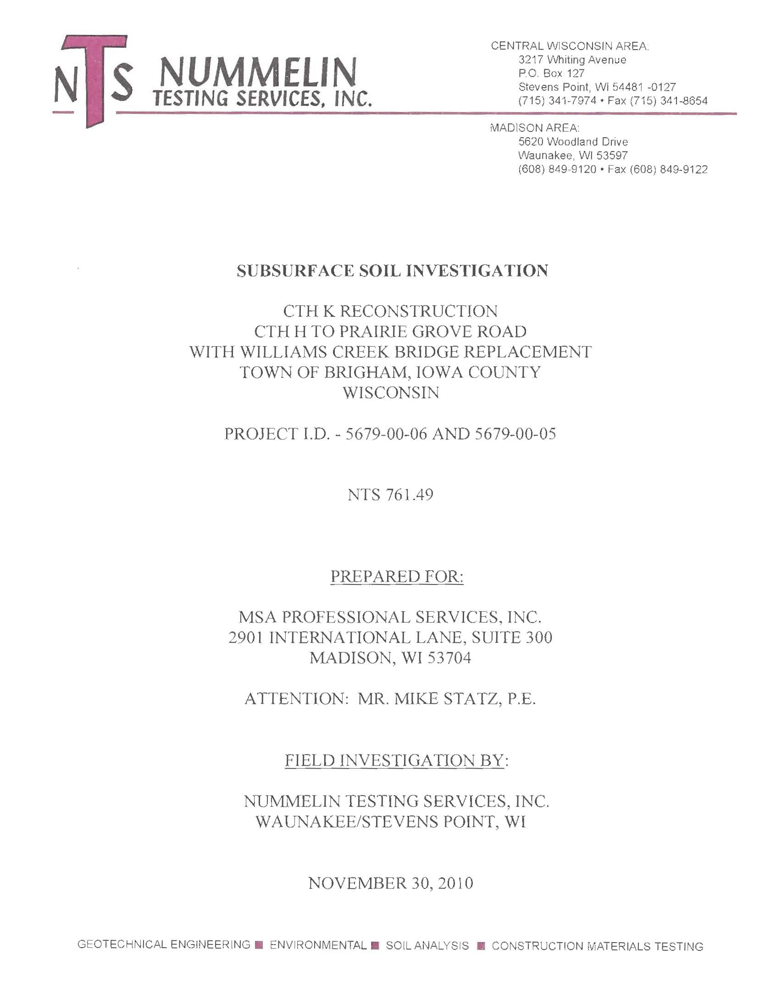 NTS
NUMMELIN
TESTING SERVICES, INC.
CENTRAL WISCONSIN AREA:
3217 Whiting Avenue
P.O. Box 127
Stevens Point, WI 54481 -0127
(715) 341-7974 • Fax (715) 341-8654
MADISON AREA:
5620 Woodland Drive
Waunakee, WI 53597
(608) 849-9120 • Fax (608) 849-9122
SUBSURFACE SOIL INVESTIGATION
CTH K RECONSTRUCTION
CTH H TO PRAIRIE GROVE ROAD
WITH WILLIAMS CREEK BRIDGE REPLACEMENT
TOWN OF BRIGHAM, IOWA COUNTY
WISCONSIN
PROJECT I.D. - 5679-00-06 AND 5679-00-05
NTS 761.49
PREPARED FOR:
MSA PROFESSIONAL SERVICES, INC.
2901 INTERNATIONAL LANE, SUITE 300
MADISON, WI 53704
ATTENTION: MR. MIKE STATZ, P.E.
FIELD INVESTIGATION BY:
NUMMELIN TESTING SERVICES, INC.
WAUNAKEE/STEVENS POINT, WI
NOVEMBER 30, 2010
GEOTECHNICAL ENGINEERING ■ ENVIRONMENTAL ■ SOIL ANALYSIS ■ CONSTRUCTION MATERIALS TESTING